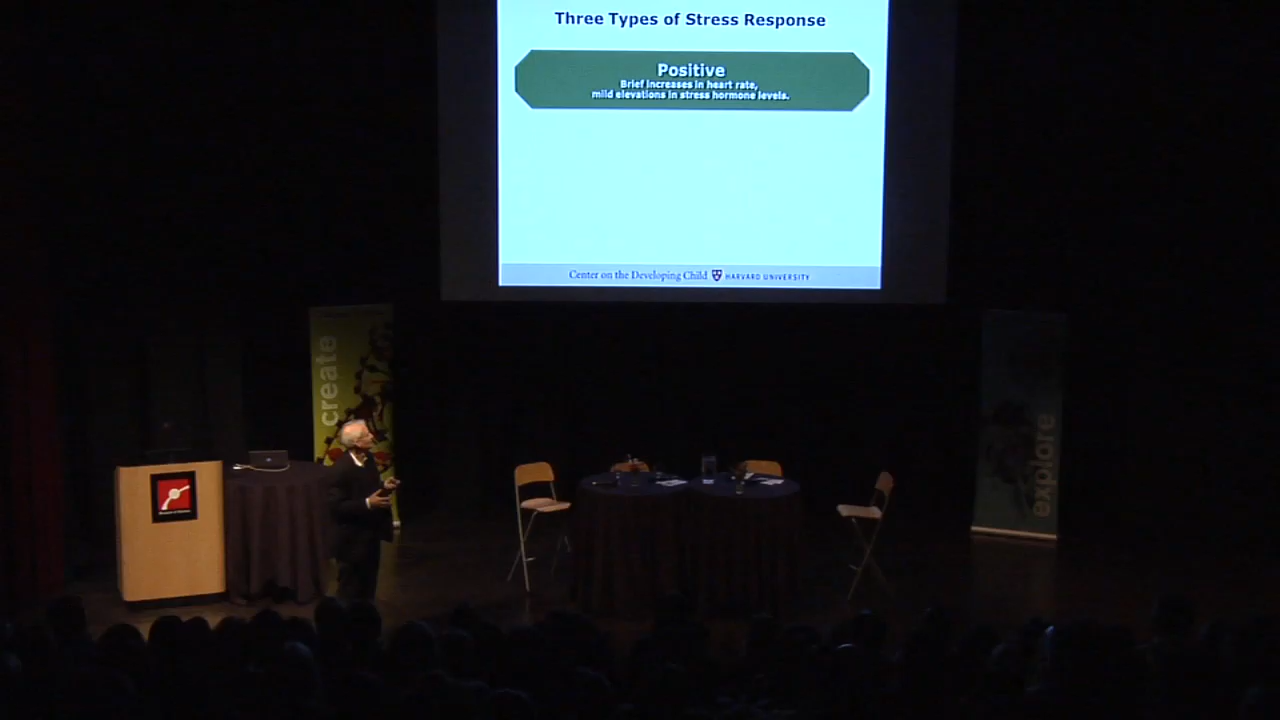 Three Types of Stress Response
Positive
Brief increases in heart rate,
mild elevations in stress hormone levels.
Center on the Developing Child HARVARD UNIVERSITY
create
explore